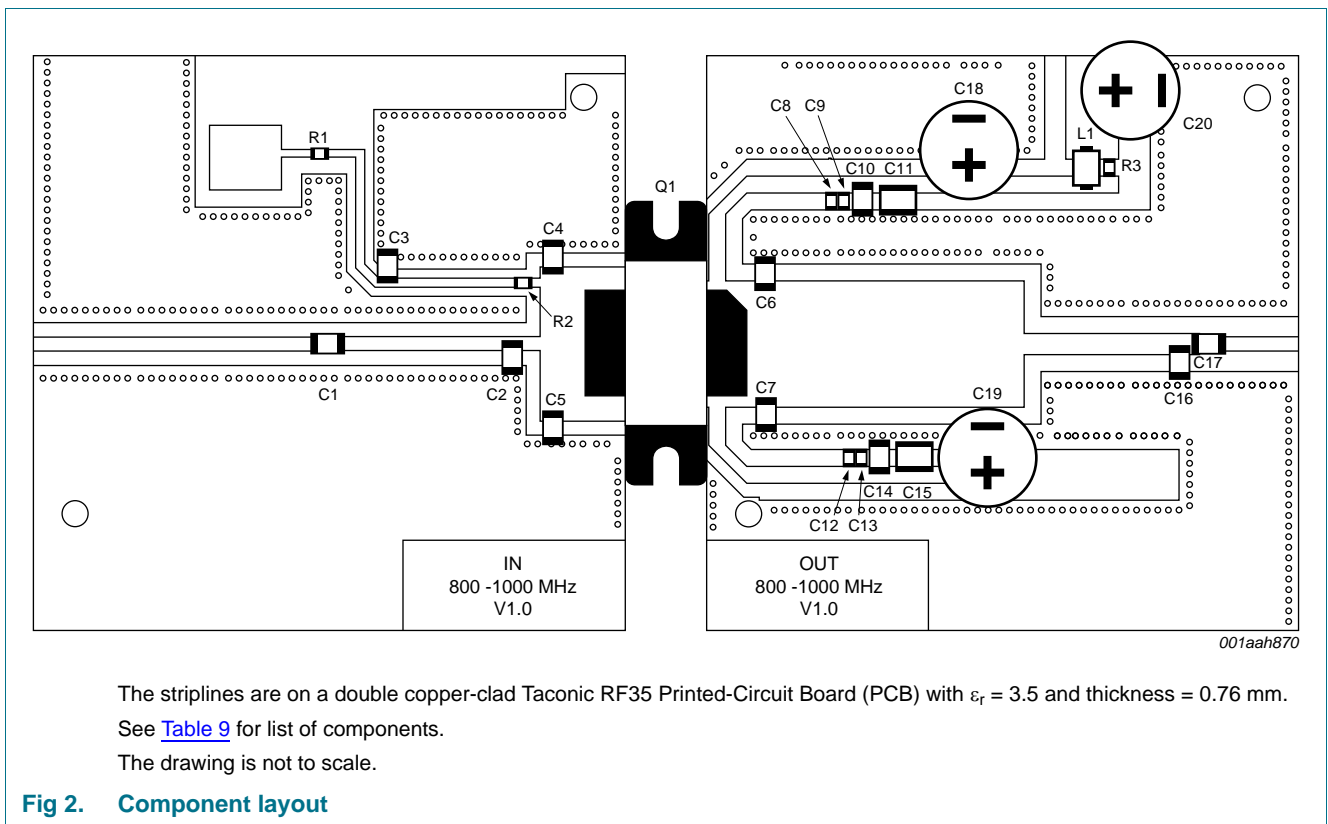 C18
C8 C9
C20
R1
L1
R3
C10 C11
Q1
C3
C4
C6
R2
C1
C2
C5
C7
C17
C16
C19
C14 C15
C12 C13
IN
800 -1000 MHz
V1.0
OUT
800 -1000 MHz
V1.0
001aah870
The striplines are on a double copper-clad Taconic RF35 Printed-Circuit Board (PCB) with εr = 3.5 and thickness = 0.76 mm.
See Table 9 for list of components.
The drawing is not to scale.
Fig 2. Component layout